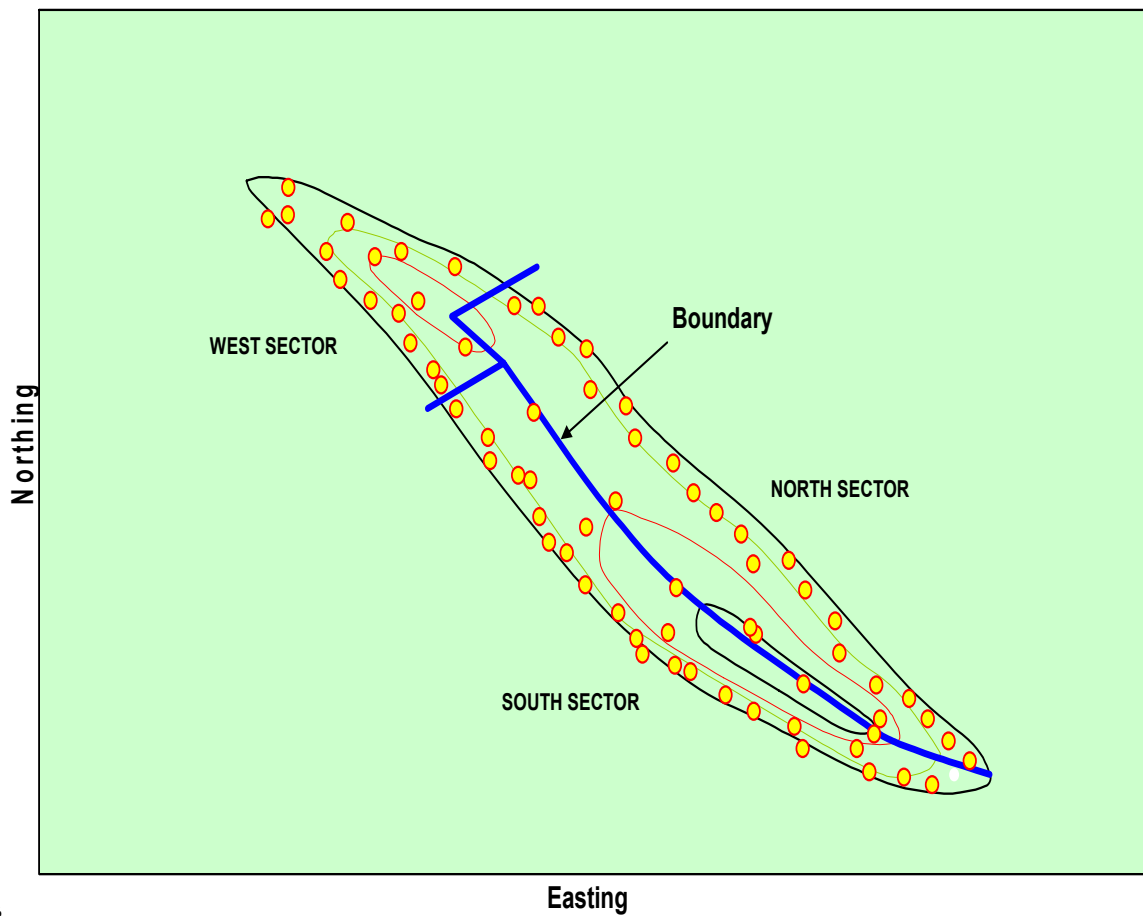 Boundary
WEST SECTOR
NORTH SECTOR
SOUTH SECTOR
Northing
Easting